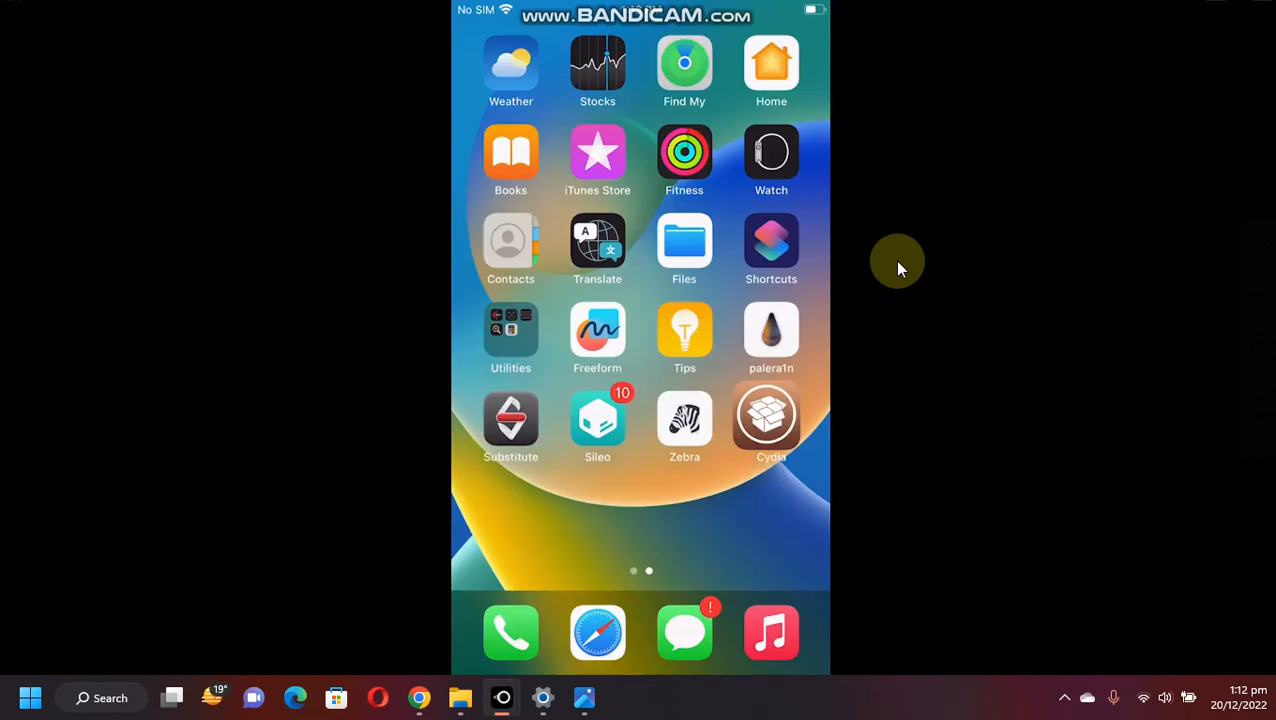 No SIM
www.BANDICAM.com
Weather Stocks Find My Home
Books iTunes Store Fitness Watch
A
文
Contacts Translate Files Shortcuts
T
Utilities Freeform Tips palera1n
10
Substitute Sileo Zebra Cydia
!
19°
Search
1:12 pm
20/12/2022